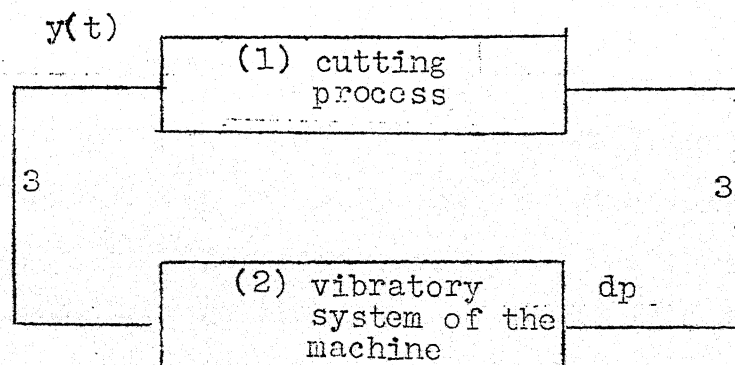 y(t)
(1) cutting
process
3
3
(2) vibratory
system of the
machine
dp